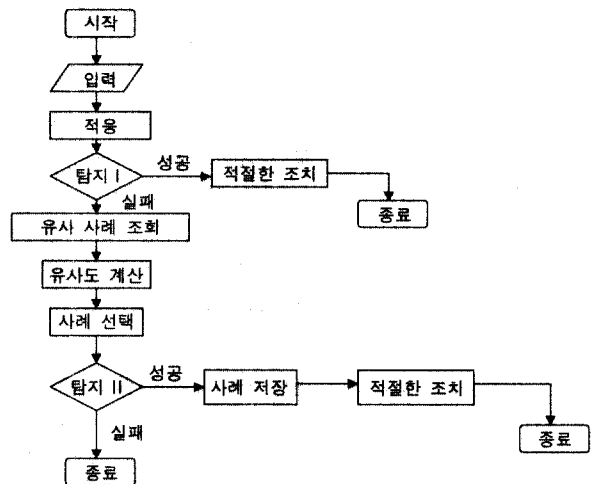 시작
입력
적응
탐지 I
성공
적절한 조치
종료
실패
유사 사례 조회
유사도 계산
사례 선택
탐지 II
성공
사례 저장
적절한 조치
종료
실패
종료